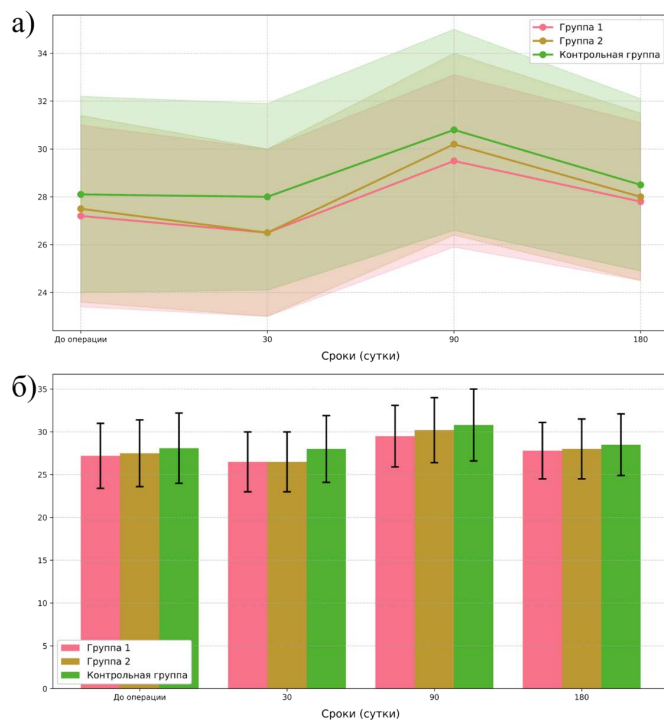 а)
Группа 1
Группа 2
Контрольная группа
34
32
30
28
26
24
До операции 30 90 180
Сроки (сутки)
б)
35
30
25
20
15
10
5
0
Группа 1
Группа 2
Контрольная группа
До операции 30 90 180
Сроки (сутки)